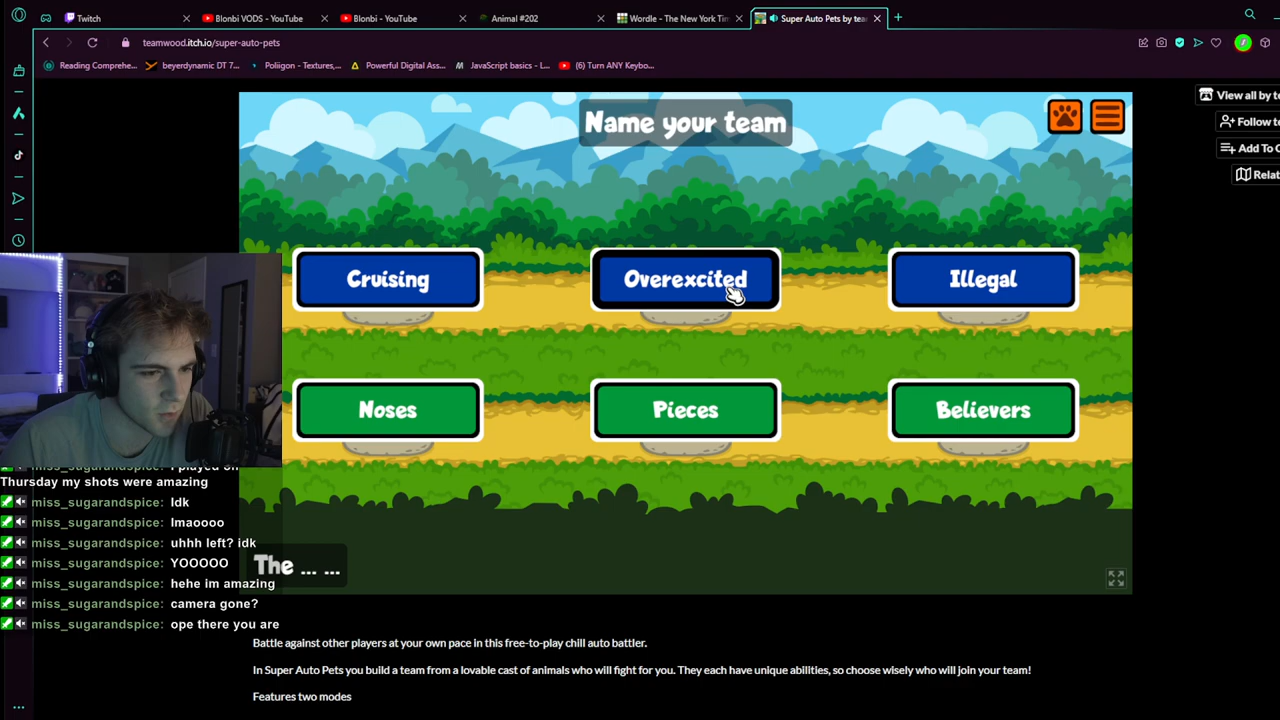 Twitch
Blonbi VODS - YouTube
Blonbi - YouTube
Animal #202
Wordle - The New York Tim
Super Auto Pets by tea
teamwood.itch.io/super-auto-pets
Reading Comprehe...
beyerdynamic DT 7...
Poliigon - Textures,...
Powerful Digital Ass...
JavaScript basics - L...
(6) Turn ANY Keybo...
View all by te
Follow te
Add To C
Relat
Name your team
Cruising
Overexcited
Illegal
Noses
Pieces
Believers
The ... ...
Thursday my shots were amazing
miss_sugarandspice: Idk
miss_sugarandspice: lmaoooo
miss_sugarandspice: uhhh left? idk
miss_sugarandspice: YOOOOO
miss_sugarandspice: hehe im amazing
miss_sugarandspice: camera gone?
miss_sugarandspice: ope there you are
Battle against other players at your own pace in this free-to-play chill auto battler.
In Super Auto Pets you build a team from a lovable cast of animals who will fight for you. They each have unique abilities, so choose wisely who will join your team!
Features two modes